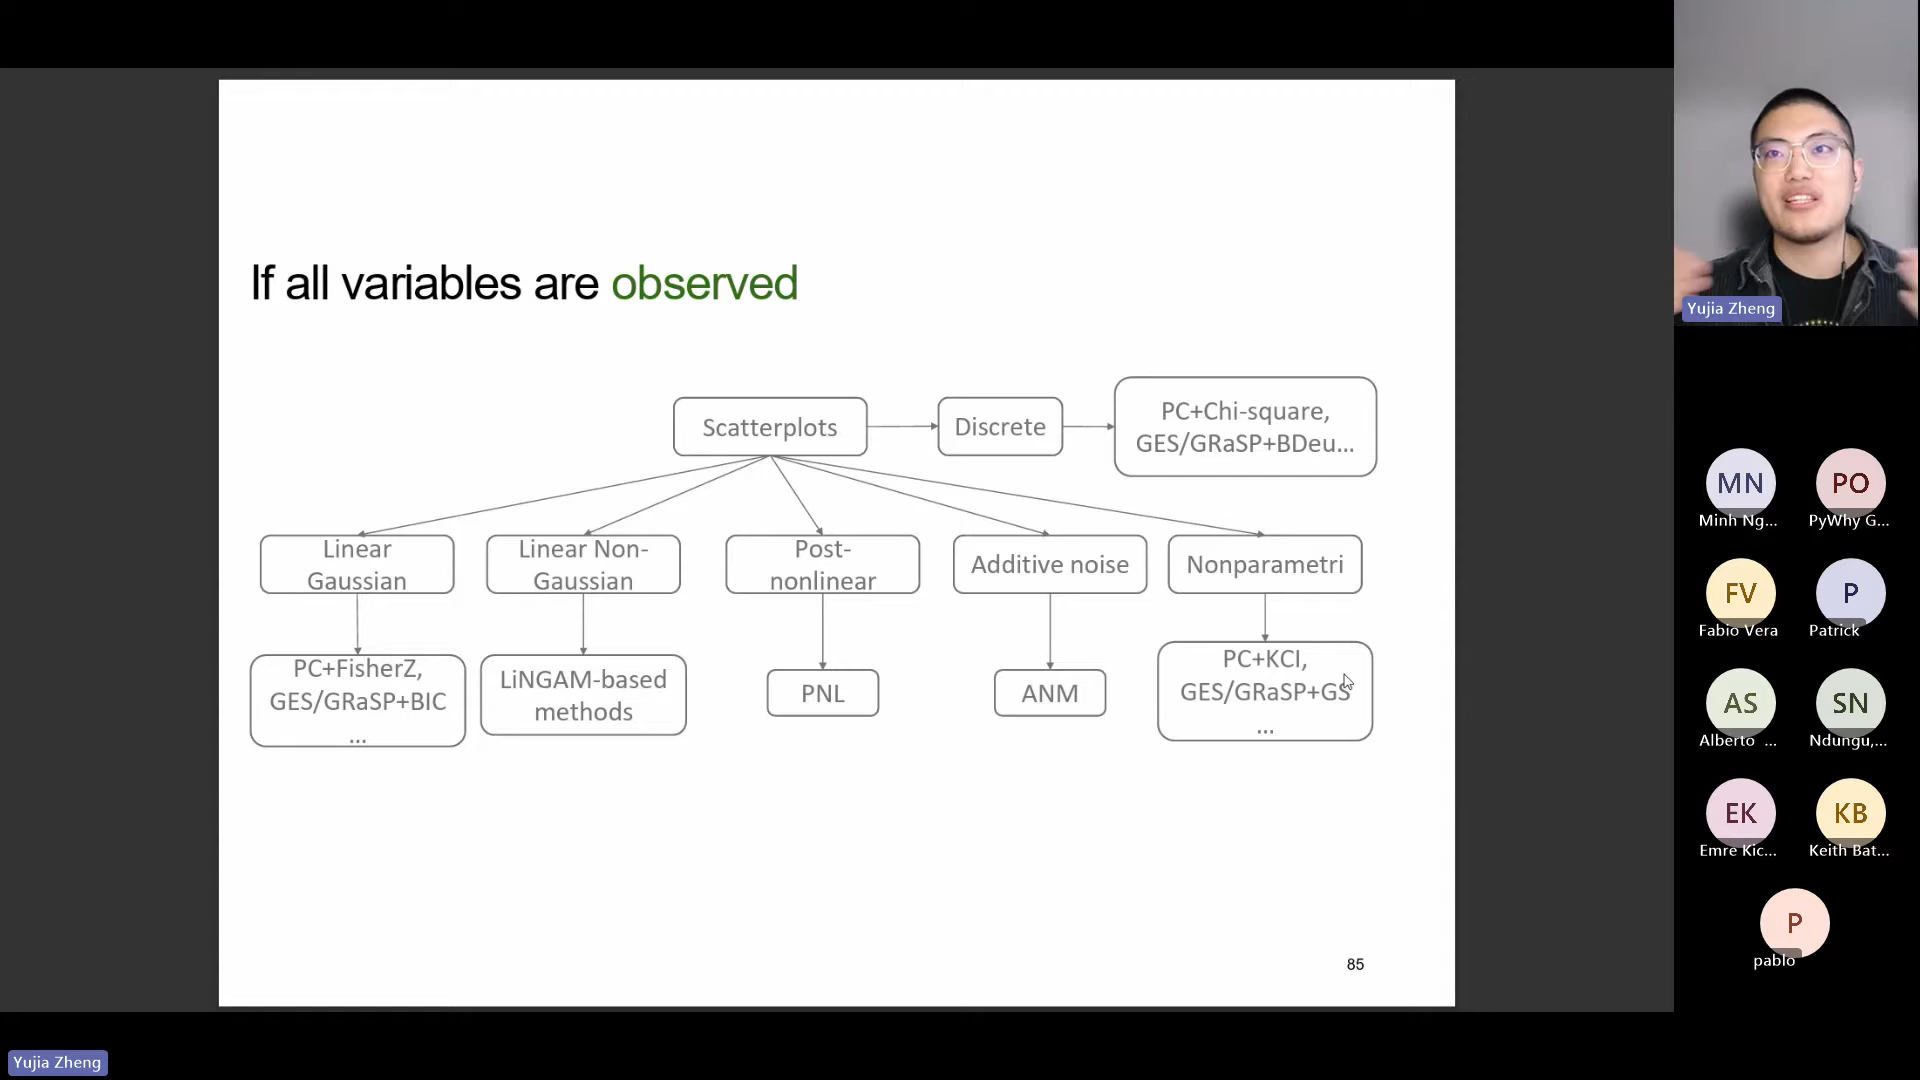 If all variables are observed
Scatterplots
Discrete
PC+Chi-square,
GES/GRaSP+BDeu...
Linear
Gaussian
Linear Non-
Gaussian
Post-
nonlinear
Additive noise
Nonparametri
PC+FisherZ,
GES/GRaSP+BIC
...
LiNGAM-based
methods
PNL
ANM
PC+KCI,
GES/GRaSP+GS
...
85
Yujia Zheng
MN
Minh Ng...
PO
PyWhy G...
FV
Fabio Vera
P
Patrick
AS
Alberto ...
SN
Ndungu,...
EK
Emre Kic...
KB
Keith Bat...
P
pablo
Yujia Zheng